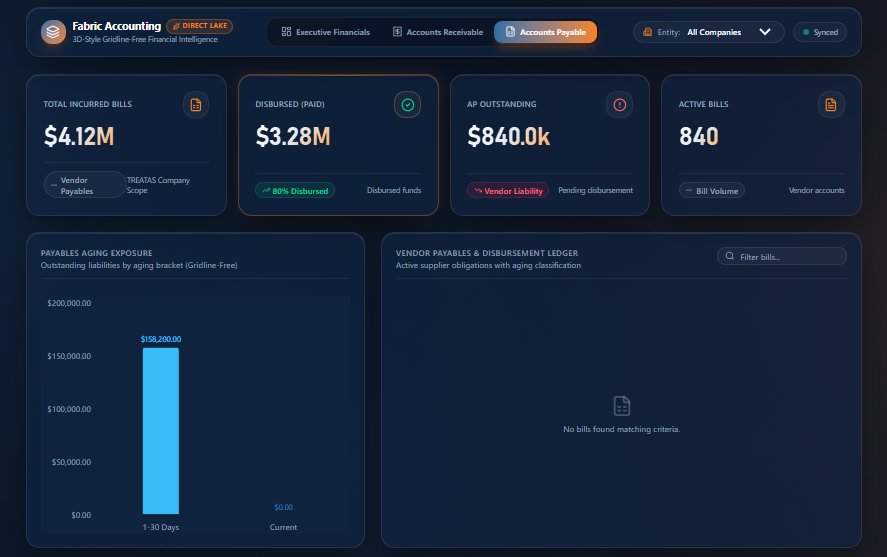 Fabric Accounting
DIRECT LAKE
3D-Style Gridline-Free Financial Intelligence
Executive Financials
Accounts Receivable
Accounts Payable
Entity: All Companies
Synced
TOTAL INCURRED BILLS
$4.12M
Vendor Payables
TREATAS Company Scope
DISBURSED (PAID)
$3.28M
80% Disbursed
Disbursed funds
AP OUTSTANDING
$840.0k
Vendor Liability
Pending disbursement
ACTIVE BILLS
840
Bill Volume
Vendor accounts
PAYABLES AGING EXPOSURE
Outstanding liabilities by aging bracket (Gridline-Free)
$200,000.00
$158,200.00
$150,000.00
$100,000.00
$50,000.00
$0.00
$0.00
1-30 Days
Current
VENDOR PAYABLES & DISBURSEMENT LEDGER
Active supplier obligations with aging classification
Filter bills...
No bills found matching criteria.